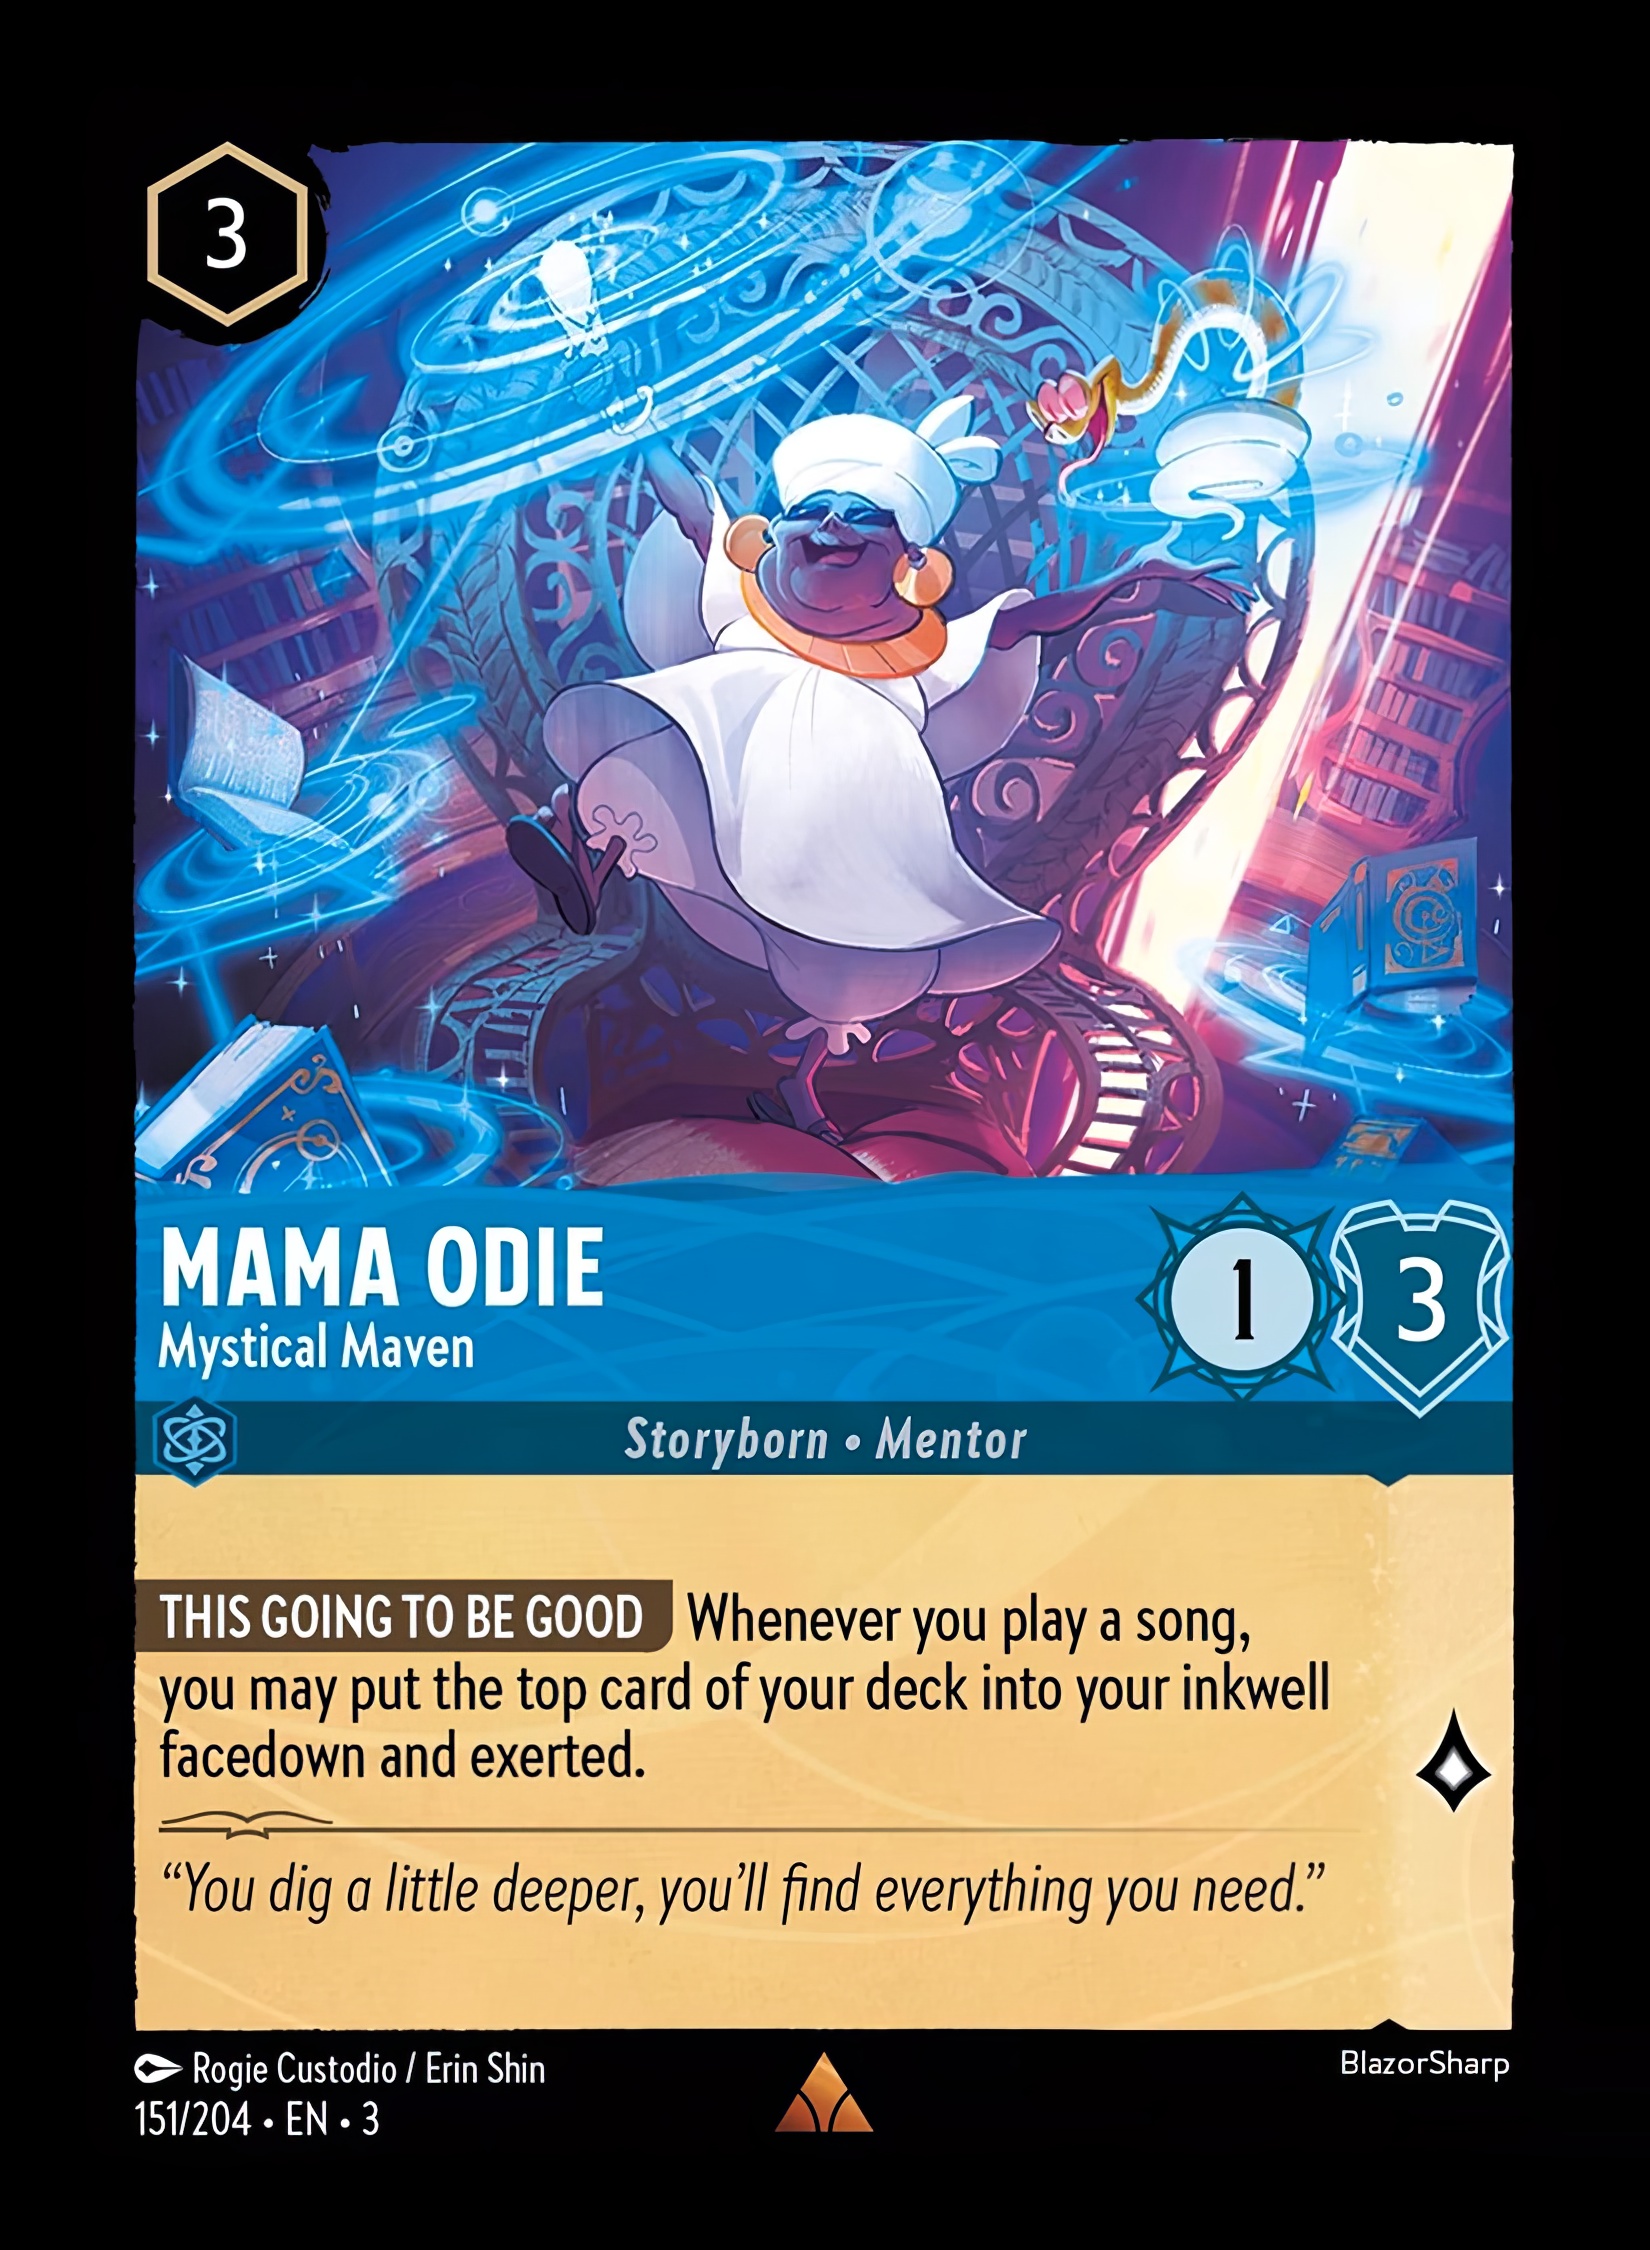 3
MAMA ODIE
Mystical Maven
1
3
Storyborn • Mentor
THIS GOING TO BE GOOD Whenever you play a song,
you may put the top card of your deck into your inkwell
facedown and exerted.
“You dig a little deeper, you’ll find everything you need.”
Rogie Custodio / Erin Shin
BlazorSharp
151/204 • EN • 3